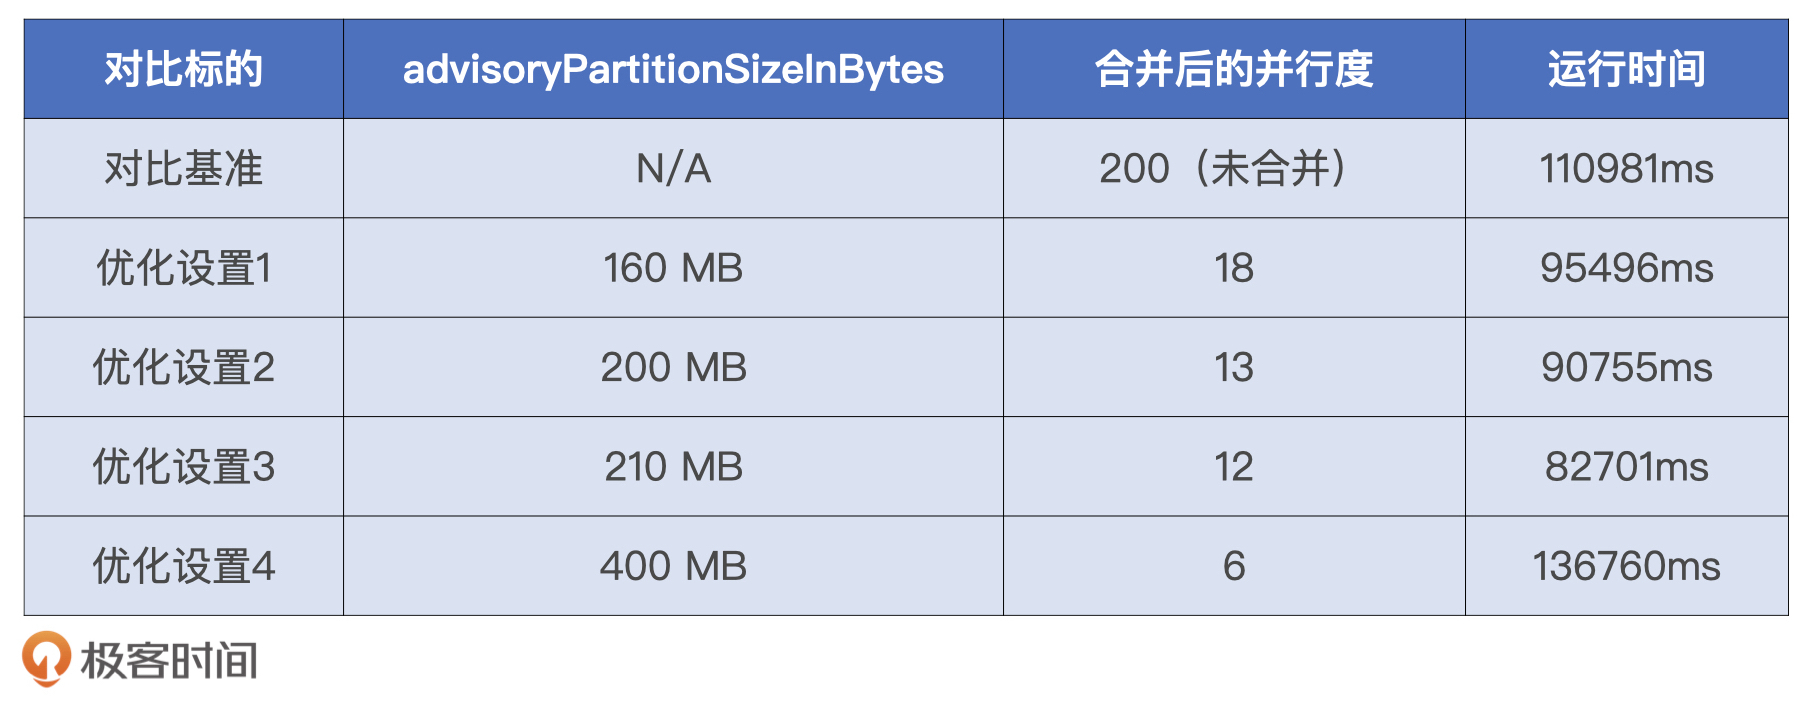 对比标的 advisoryPartitionSizeInBytes 合并后的并行度 运行时间
对比基准 N/A 200（未合并） 110981ms
优化设置1 160 MB 18 95496ms
优化设置2 200 MB 13 90755ms
优化设置3 210 MB 12 82701ms
优化设置4 400 MB 6 136760ms
极客时间